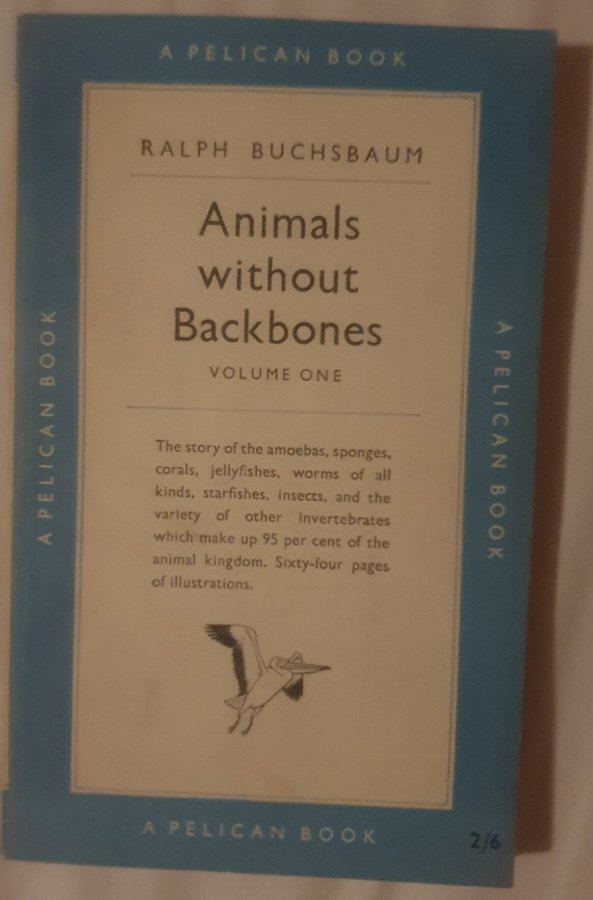 A PELICAN BOOK
RALPH BUCHSBAUM
Animals
without
Backbones
VOLUME ONE
The story of the amoebas, sponges,
corals, jellyfishes, worms of all
kinds, starfishes, insects, and the
variety of other invertebrates
which make up 95 per cent of the
animal kingdom. Sixty-four pages
of illustrations.
A PELICAN BOOK
A PELICAN BOOK
A PELICAN BOOK
2/6